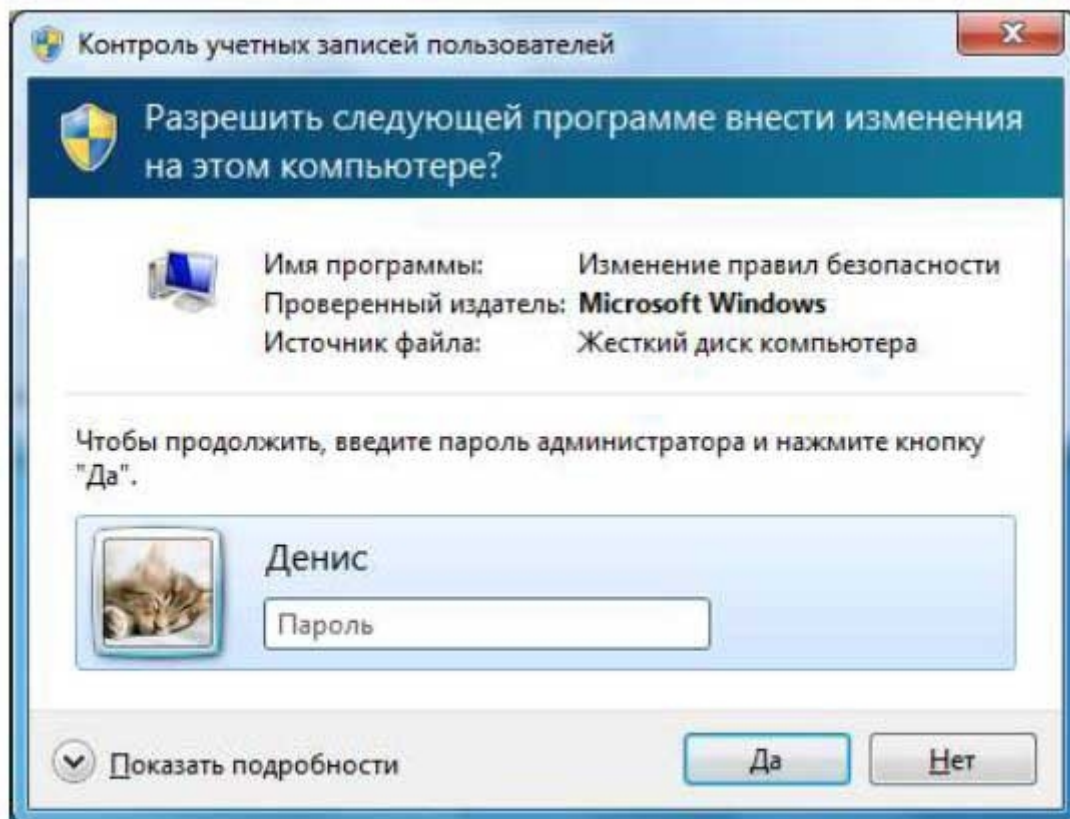 Контроль учетных записей пользователей
Разрешить следующей программе внести изменения
на этом компьютере?
Имя программы: Изменение правил безопасности
Проверенный издатель: Microsoft Windows
Источник файла: Жесткий диск компьютера
Чтобы продолжить, введите пароль администратора и нажмите кнопку
"Да".
Денис
Пароль
Показать подробности Да Нет